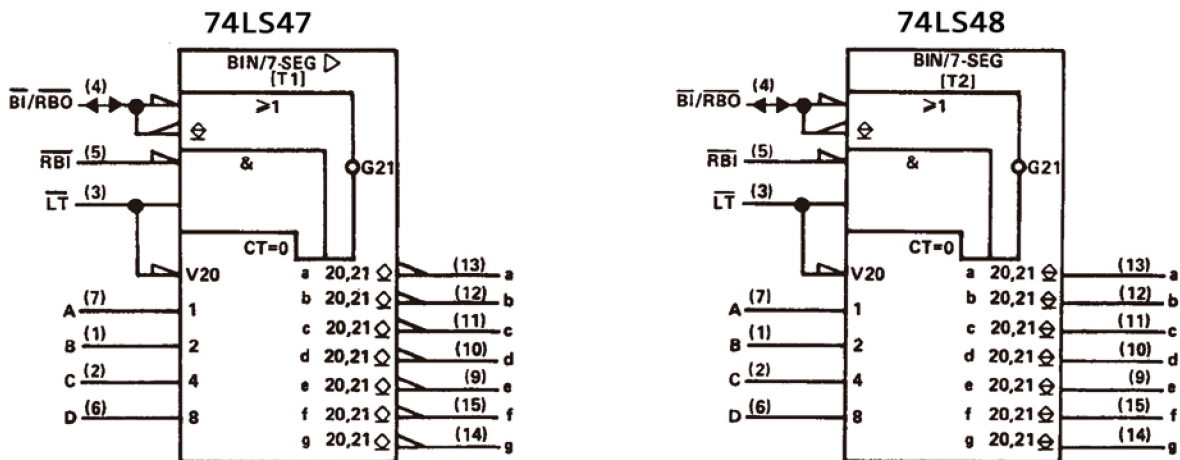 74LS47
BIN/7-SEG ▷
[T1]
BI/RBO (4)
≥1
RBI (5)
&
G21
LT (3)
CT=0
V20
a 20,21 (13) a
b 20,21 (12) b
A (7) 1
c 20,21 (11) c
B (1) 2
d 20,21 (10) d
C (2) 4
e 20,21 (9) e
D (6) 8
f 20,21 (15) f
g 20,21 (14) g
74LS48
BIN/7-SEG
[T2]
BI/RBO (4)
≥1
RBI (5)
&
G21
LT (3)
CT=0
V20
a 20,21 (13) a
b 20,21 (12) b
A (7) 1
c 20,21 (11) c
B (1) 2
d 20,21 (10) d
C (2) 4
e 20,21 (9) e
D (6) 8
f 20,21 (15) f
g 20,21 (14) g